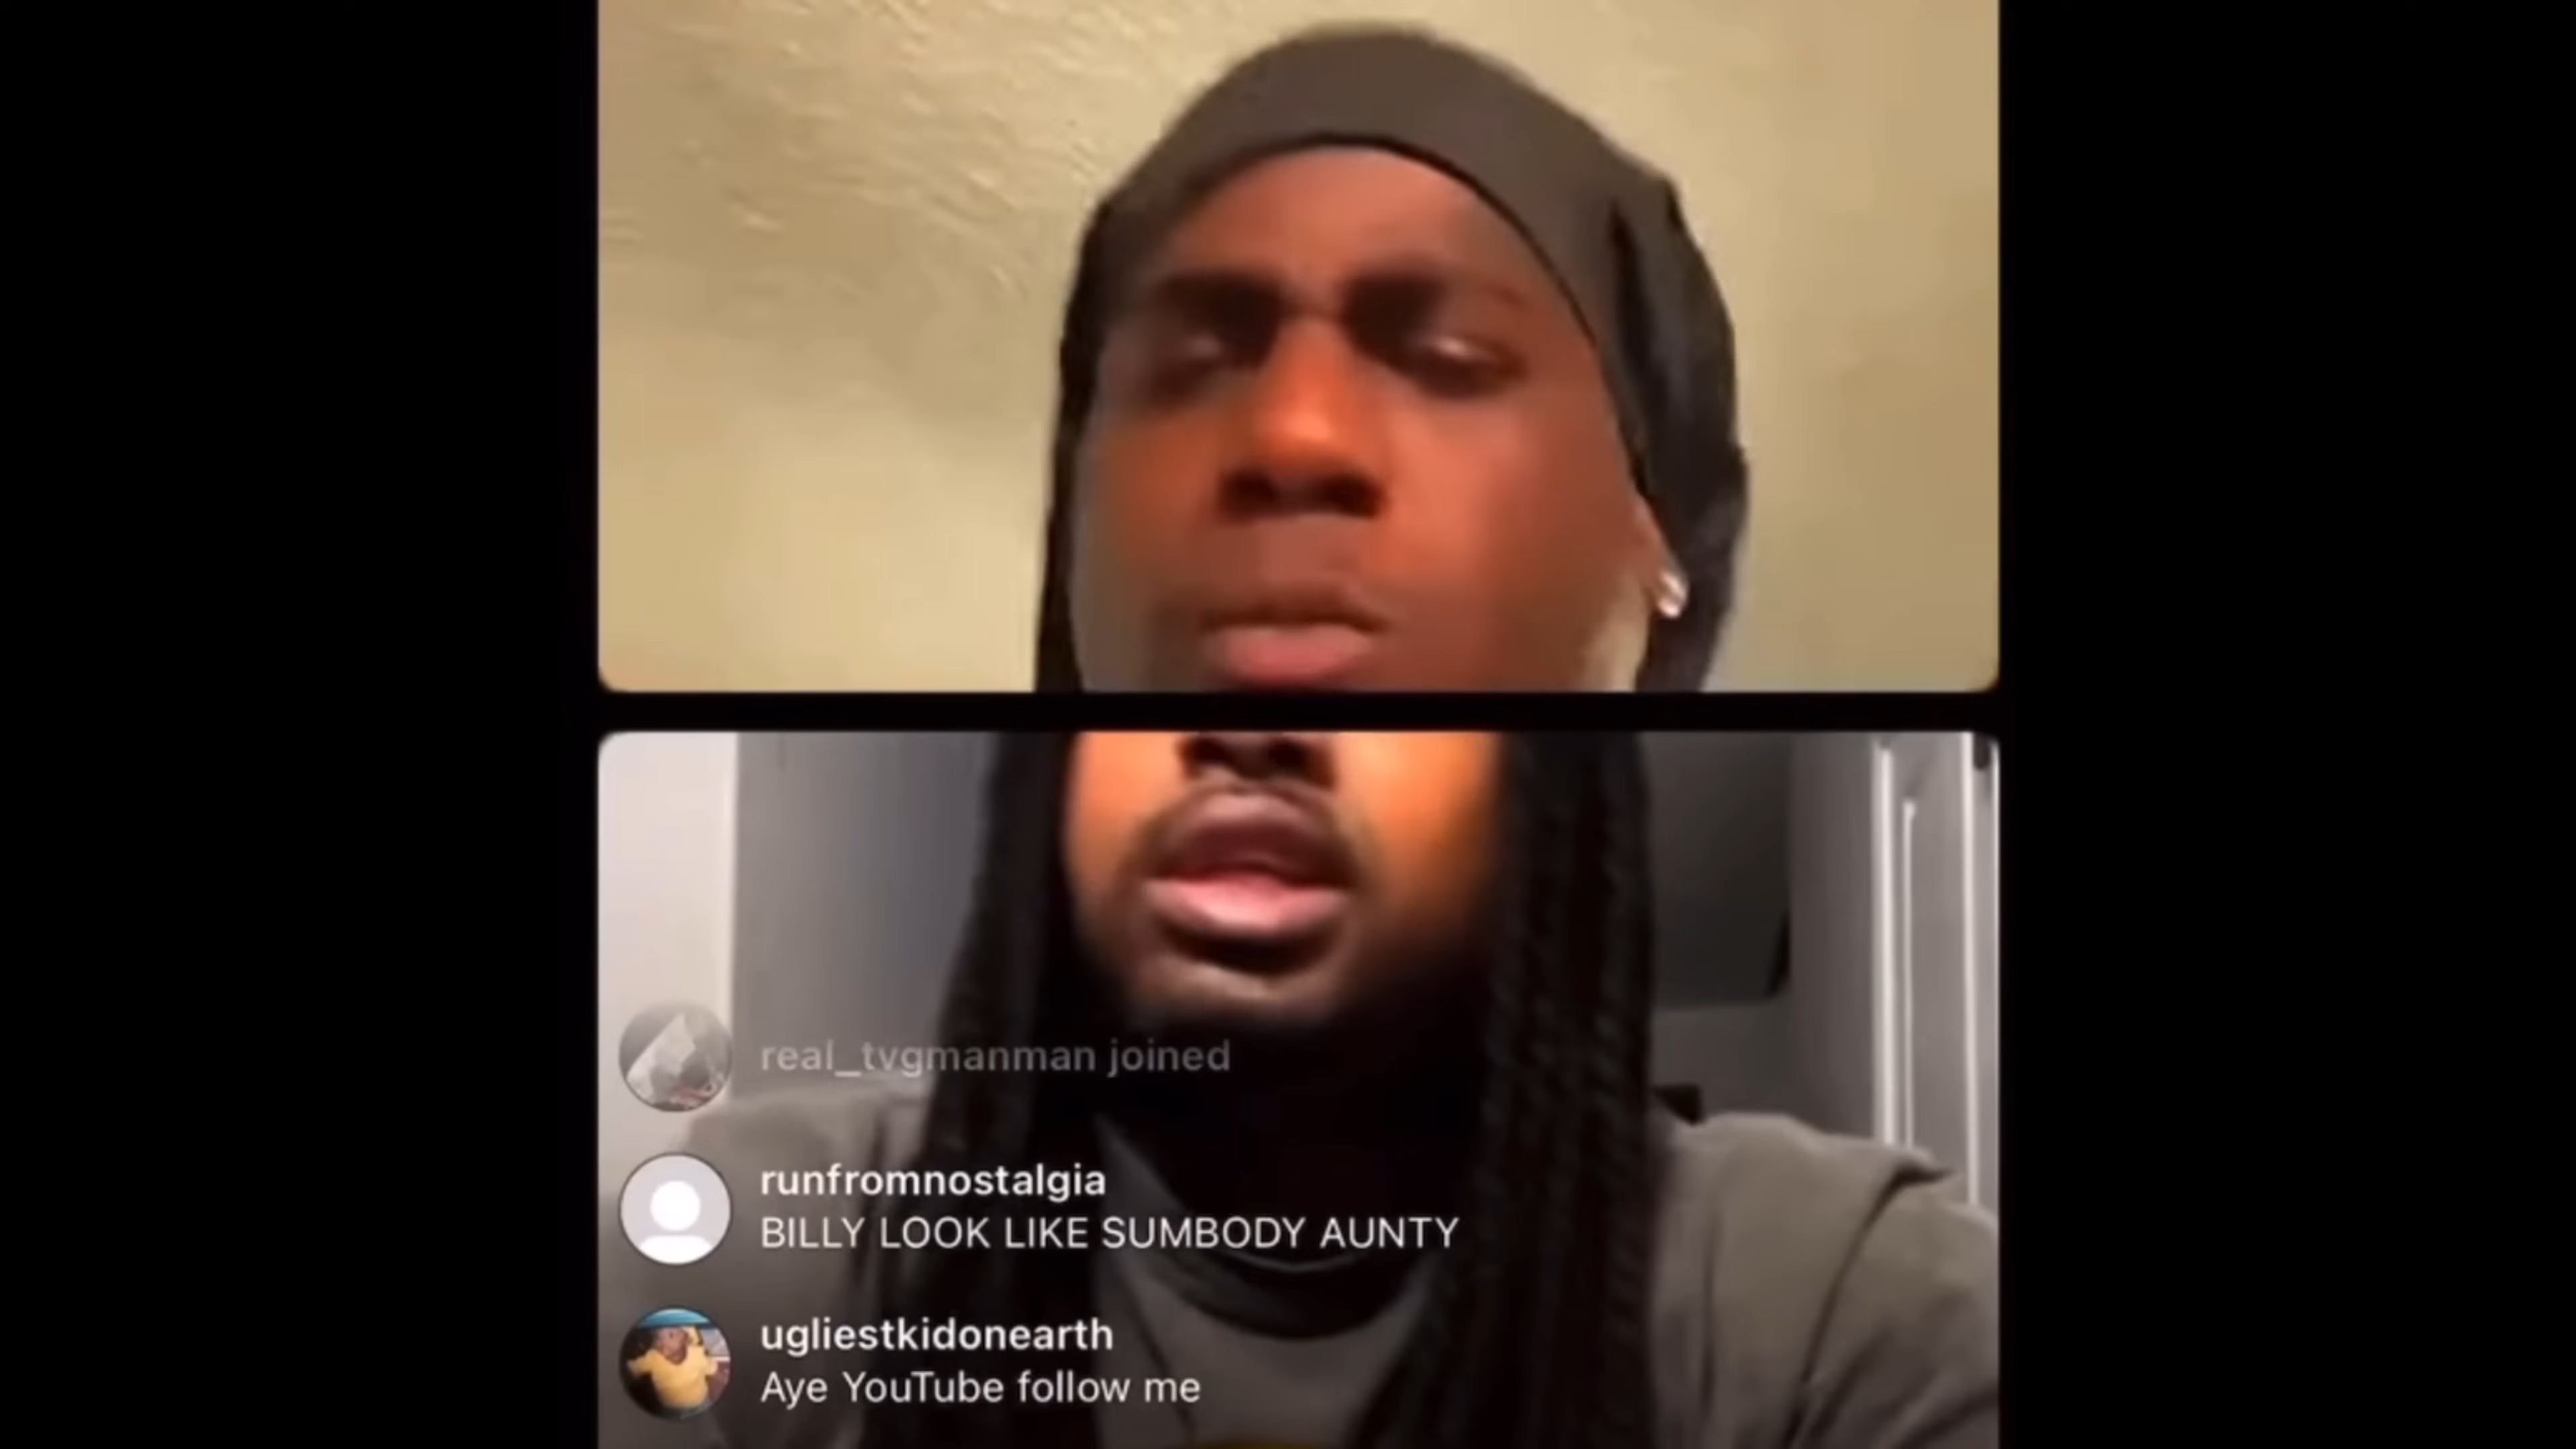 real_tvgmanman joined
runfromnostalgia
BILLY LOOK LIKE SUMBODY AUNTY
ugliestkidonearth
Aye YouTube follow me